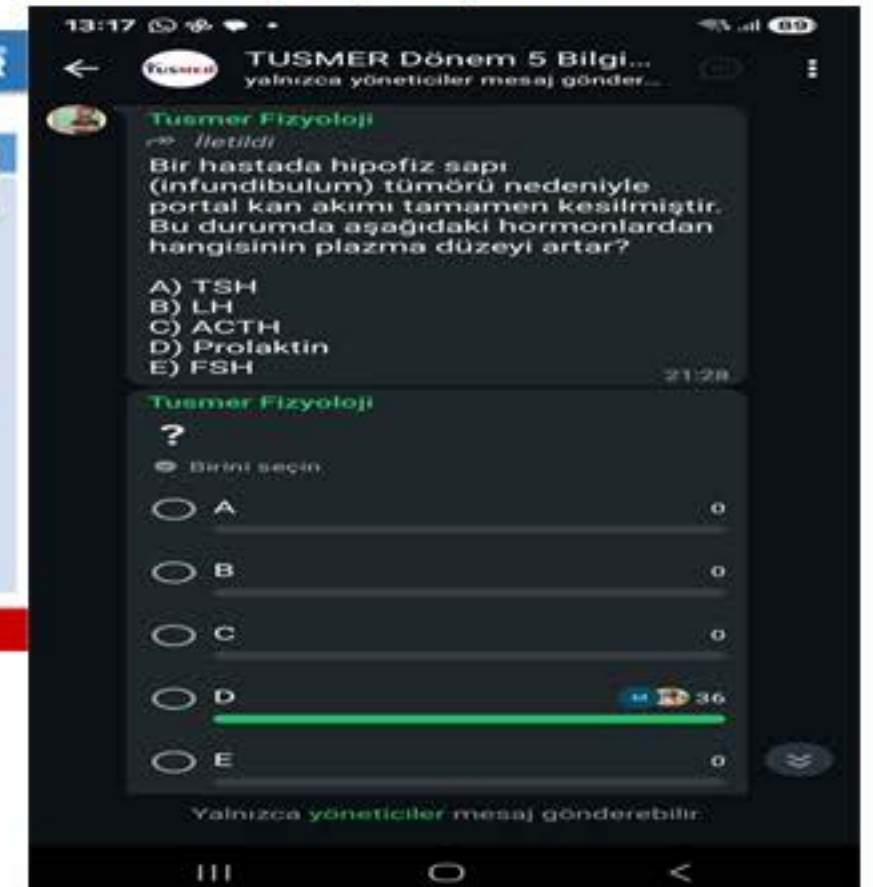 13:17
89
TUSMER Dönem 5 Bilgi...
yalnızca yöneticiler mesaj gönder...
TUSMER
Tusmer Fizyoloji
İletildi
Bir hastada hipofiz sapı
(infundibulum) tümörü nedeniyle
portal kan akımı tamamen kesilmiştir.
Bu durumda aşağıdaki hormonlardan
hangisinin plazma düzeyi artar?
A) TSH
B) LH
C) ACTH
D) Prolaktin
E) FSH
21:28
Tusmer Fizyoloji
?
Birini seçin
A 0
B 0
C 0
D 36
E 0
Yalnızca yöneticiler mesaj gönderebilir